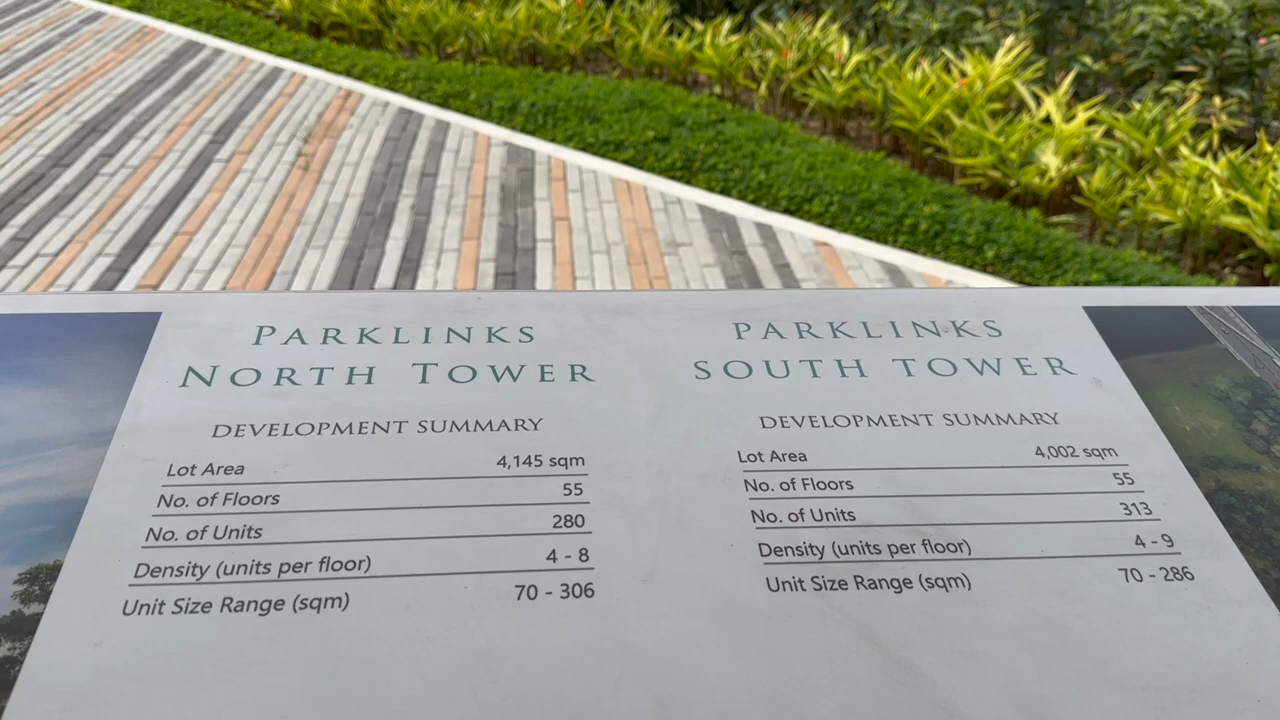 PARKLINKS
NORTH TOWER
DEVELOPMENT SUMMARY
Lot Area 4,145 sqm
No. of Floors 55
No. of Units 280
Density (units per floor) 4 - 8
Unit Size Range (sqm) 70 - 306
PARKLINKS
SOUTH TOWER
DEVELOPMENT SUMMARY
Lot Area 4,002 sqm
No. of Floors 55
No. of Units 313
Density (units per floor) 4 - 9
Unit Size Range (sqm) 70 - 286